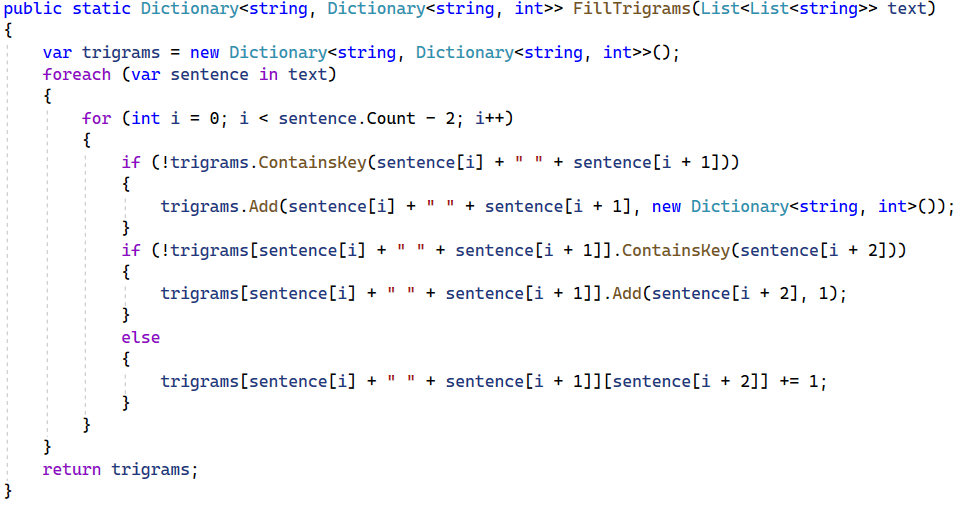 public static Dictionary<string, Dictionary<string, int>> FillTrigrams(List<List<string>> text)
{
    var trigrams = new Dictionary<string, Dictionary<string, int>>();
    foreach (var sentence in text)
    {
        for (int i = 0; i < sentence.Count - 2; i++)
        {
            if (!trigrams.ContainsKey(sentence[i] + " " + sentence[i + 1]))
            {
                trigrams.Add(sentence[i] + " " + sentence[i + 1], new Dictionary<string, int>());
            }
            if (!trigrams[sentence[i] + " " + sentence[i + 1]].ContainsKey(sentence[i + 2]))
            {
                trigrams[sentence[i] + " " + sentence[i + 1]].Add(sentence[i + 2], 1);
            }
            else
            {
                trigrams[sentence[i] + " " + sentence[i + 1]][sentence[i + 2]] += 1;
            }
        }
    }
    return trigrams;
}